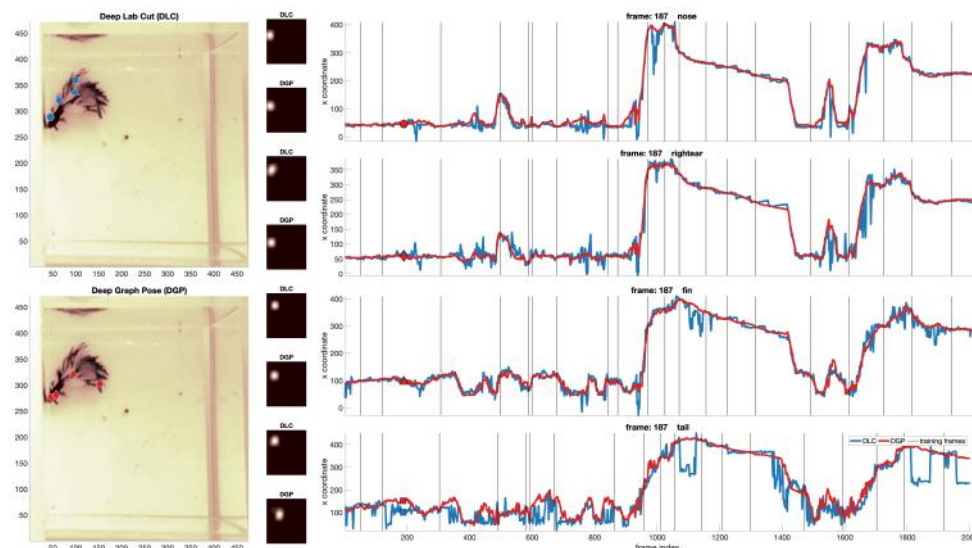 Deep Lab Cut (DLC)
450
400
350
300
250
200
150
100
50
50 100 150 200 250 300 350 400 450
Deep Graph Pose (DGP)
450
400
350
300
250
200
150
100
50
50 100 150 200 250 300 350 400 450
DLC
DGP
DLC
DGP
DLC
DGP
DLC
DGP
frame: 187 nose
x coordinate
400
300
200
100
0
frame: 187 rightear
x coordinate
350
300
250
200
150
100
50
0
frame: 187 fin
x coordinate
400
300
200
100
0
frame: 187 tail
DLC DGP training frames
x coordinate
400
300
200
100
0
200 400 600 800 1000 1200 1400 1600 1800
frame index